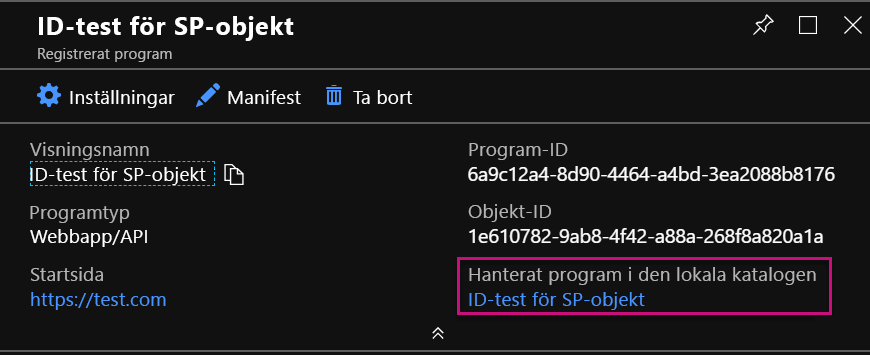 ID-test för SP-objekt
Registrerat program
Inställningar Manifest Ta bort
Visningsnamn
ID-test för SP-objekt
Programtyp
Webbapp/API
Startsida
https://test.com
Program-ID
6a9c12a4-8d90-4464-a4bd-3ea2088b8176
Objekt-ID
1e610782-9ab8-4f42-a88a-268f8a820a1a
Hanterat program i den lokala katalogen
ID-test för SP-objekt